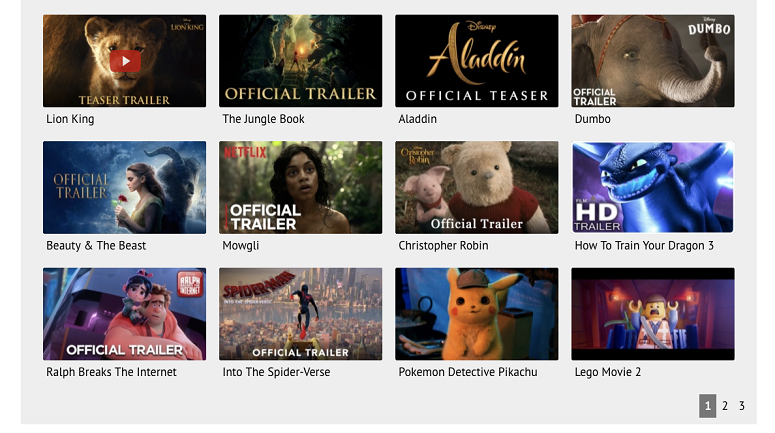 Disney
THE LION KING
TEASER TRAILER
OFFICIAL TRAILER
Disney
Aladdin
OFFICIAL TEASER
Disney
DUMBO
OFFICIAL
TRAILER
Lion King
The Jungle Book
Aladdin
Dumbo
OFFICIAL
TRAILER
NETFLIX
OFFICIAL
TRAILER
Christopher
Robin
Official Trailer
FILM
HD
TRAILER
Beauty & The Beast
Mowgli
Christopher Robin
How To Train Your Dragon 3
RALPH
BREAKS THE
INTERNET
OFFICIAL TRAILER
SPIDER-MAN
INTO THE SPIDER-VERSE
OFFICIAL TRAILER
Ralph Breaks The Internet
Into The Spider-Verse
Pokemon Detective Pikachu
Lego Movie 2
1 2 3